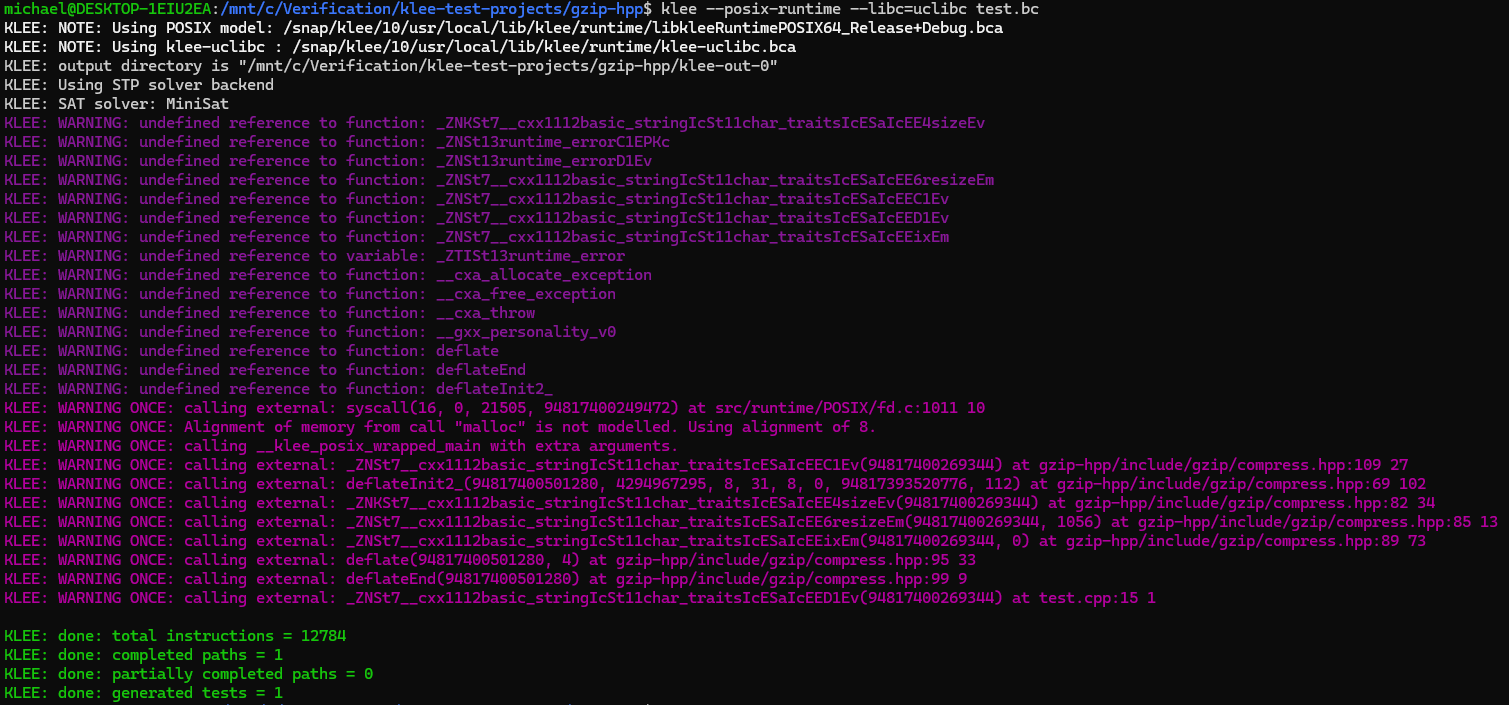 michael@DESKTOP-1EIU2EA:/mnt/c/Verification/klee-test-projects/gzip-hpp$ klee --posix-runtime --libc=uclibc test.bc
KLEE: NOTE: Using POSIX model: /snap/klee/10/usr/local/lib/klee/runtime/libkleeRuntimePOSIX64_Release+Debug.bca
KLEE: NOTE: Using klee-uclibc : /snap/klee/10/usr/local/lib/klee/runtime/klee-uclibc.bca
KLEE: output directory is "/mnt/c/Verification/klee-test-projects/gzip-hpp/klee-out-0"
KLEE: Using STP solver backend
KLEE: SAT solver: MiniSat
KLEE: WARNING: undefined reference to function: _ZNKSt7__cxx1112basic_stringIcSt11char_traitsIcESaIcEE4sizeEv
KLEE: WARNING: undefined reference to function: _ZNSt13runtime_errorC1EPKc
KLEE: WARNING: undefined reference to function: _ZNSt13runtime_errorD1Ev
KLEE: WARNING: undefined reference to function: _ZNSt7__cxx1112basic_stringIcSt11char_traitsIcESaIcEE6resizeEm
KLEE: WARNING: undefined reference to function: _ZNSt7__cxx1112basic_stringIcSt11char_traitsIcESaIcEEC1Ev
KLEE: WARNING: undefined reference to function: _ZNSt7__cxx1112basic_stringIcSt11char_traitsIcESaIcEED1Ev
KLEE: WARNING: undefined reference to function: _ZNSt7__cxx1112basic_stringIcSt11char_traitsIcESaIcEEixEm
KLEE: WARNING: undefined reference to variable: _ZTISt13runtime_error
KLEE: WARNING: undefined reference to function: __cxa_allocate_exception
KLEE: WARNING: undefined reference to function: __cxa_free_exception
KLEE: WARNING: undefined reference to function: __cxa_throw
KLEE: WARNING: undefined reference to function: __gxx_personality_v0
KLEE: WARNING: undefined reference to function: deflate
KLEE: WARNING: undefined reference to function: deflateEnd
KLEE: WARNING: undefined reference to function: deflateInit2_
KLEE: WARNING ONCE: calling external: syscall(16, 0, 21505, 94817400249472) at src/runtime/POSIX/fd.c:1011 10
KLEE: WARNING ONCE: Alignment of memory from call "malloc" is not modelled. Using alignment of 8.
KLEE: WARNING ONCE: calling __klee_posix_wrapped_main with extra arguments.
KLEE: WARNING ONCE: calling external: _ZNSt7__cxx1112basic_stringIcSt11char_traitsIcESaIcEEC1Ev(94817400269344) at gzip-hpp/include/gzip/compress.hpp:109 27
KLEE: WARNING ONCE: calling external: deflateInit2_(94817400501280, 4294967295, 8, 31, 8, 0, 94817393520776, 112) at gzip-hpp/include/gzip/compress.hpp:69 102
KLEE: WARNING ONCE: calling external: _ZNKSt7__cxx1112basic_stringIcSt11char_traitsIcESaIcEE4sizeEv(94817400269344) at gzip-hpp/include/gzip/compress.hpp:82 34
KLEE: WARNING ONCE: calling external: _ZNSt7__cxx1112basic_stringIcSt11char_traitsIcESaIcEE6resizeEm(94817400269344, 1056) at gzip-hpp/include/gzip/compress.hpp:85 13
KLEE: WARNING ONCE: calling external: _ZNSt7__cxx1112basic_stringIcSt11char_traitsIcESaIcEEixEm(94817400269344, 0) at gzip-hpp/include/gzip/compress.hpp:89 73
KLEE: WARNING ONCE: calling external: deflate(94817400501280, 4) at gzip-hpp/include/gzip/compress.hpp:95 33
KLEE: WARNING ONCE: calling external: deflateEnd(94817400501280) at gzip-hpp/include/gzip/compress.hpp:99 9
KLEE: WARNING ONCE: calling external: _ZNSt7__cxx1112basic_stringIcSt11char_traitsIcESaIcEED1Ev(94817400269344) at test.cpp:15 1
KLEE: done: total instructions = 12784
KLEE: done: completed paths = 1
KLEE: done: partially completed paths = 0
KLEE: done: generated tests = 1